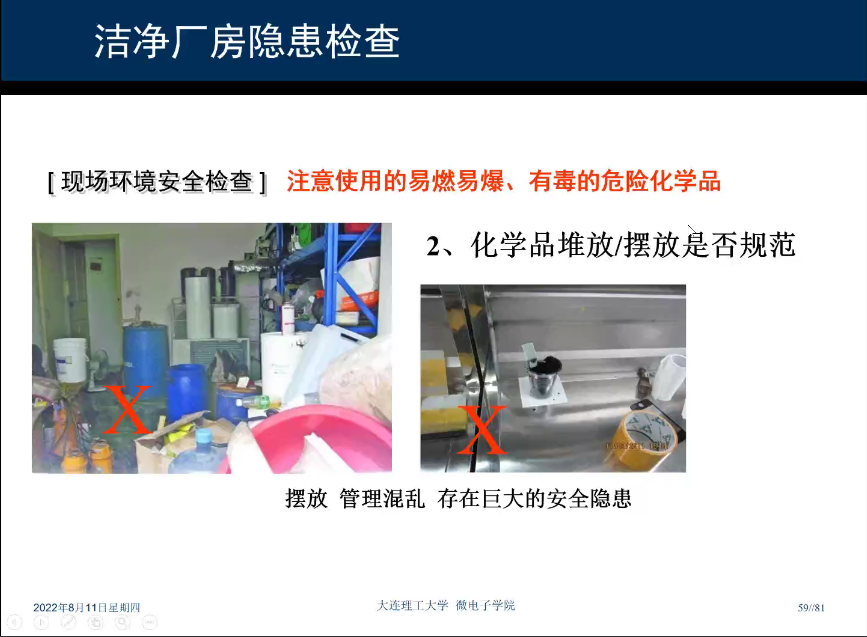 洁净厂房隐患检查
[ 现场环境安全检查 ] 注意使用的易燃易爆、有毒的危险化学品
2、化学品堆放/摆放是否规范
X
X
摆放 管理混乱 存在巨大的安全隐患
2022年8月11日星期四
大连理工大学 微电子学院
59//81